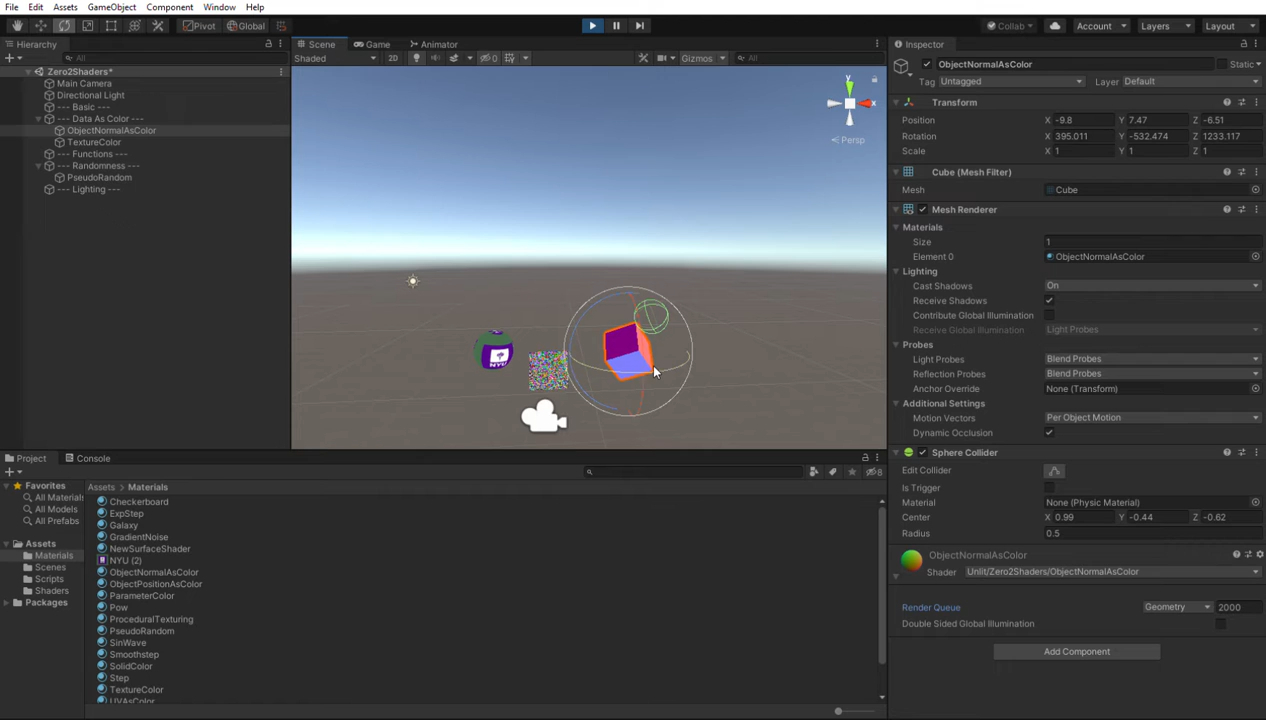 File Edit Assets GameObject Component Window Help
Pivot Global Collab Account Layers Layout
Hierarchy
All
Zero2Shaders*
Main Camera
Directional Light
--- Basic ---
--- Data As Color ---
ObjectNormalAsColor
TextureColor
--- Functions ---
--- Randomness ---
PseudoRandom
--- Lighting ---
Scene Game Animator
Shaded 2D 0 Gizmos All
y
x
Persp
NYU
Inspector
ObjectNormalAsColor Static
Tag Untagged Layer Default
Transform
Position X -9.8 Y 7.47 Z -6.51
Rotation X 395.011 Y -532.474 Z 1233.117
Scale X 1 Y 1 Z 1
Cube (Mesh Filter)
Mesh Cube
Mesh Renderer
Materials
Size 1
Element 0 ObjectNormalAsColor
Lighting
Cast Shadows On
Receive Shadows
Contribute Global Illumination
Receive Global Illumination Light Probes
Probes
Light Probes Blend Probes
Reflection Probes Blend Probes
Anchor Override None (Transform)
Additional Settings
Motion Vectors Per Object Motion
Dynamic Occlusion
Sphere Collider
Edit Collider
Is Trigger
Material None (Physic Material)
Center X 0.99 Y -0.44 Z -0.62
Radius 0.5
ObjectNormalAsColor
Shader Unlit/Zero2Shaders/ObjectNormalAsColor
Render Queue Geometry 2000
Double Sided Global Illumination
Add Component
Project Console
8
Favorites
All Materials
All Models
All Prefabs
Assets
Materials
Scenes
Scripts
Shaders
Packages
Assets > Materials
Checkerboard
ExpStep
Galaxy
GradientNoise
NewSurfaceShader
NYU (2)
ObjectNormalAsColor
ObjectPositionAsColor
ParameterColor
Pow
ProceduralTexturing
PseudoRandom
SinWave
Smoothstep
SolidColor
Step
TextureColor
UVAsColor